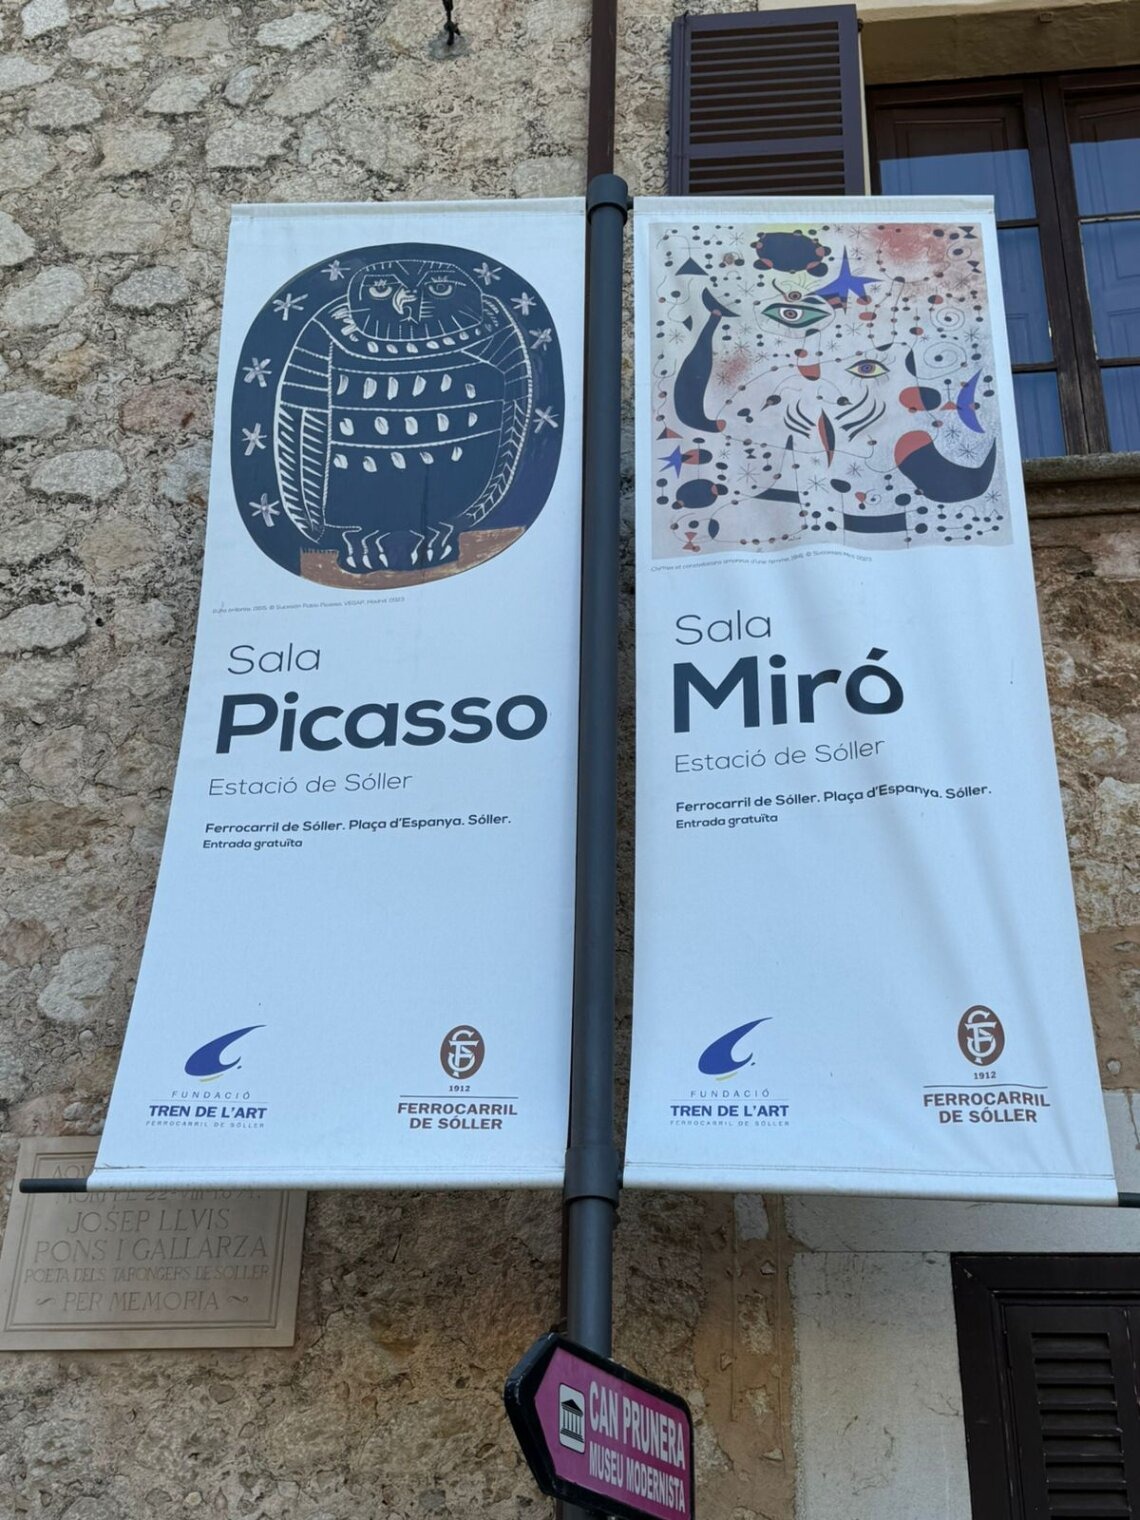 Sala
Picasso
Estació de Sóller
Ferrocarril de Sóller. Plaça d'Espanya. Sóller.
Entrada gratuïta
FUNDACIÓ
TREN DE L'ART
FERROCARRIL DE SÓLLER
1912
FERROCARRIL
DE SÓLLER
Sala
Miró
Estació de Sóller
Ferrocarril de Sóller. Plaça d'Espanya. Sóller.
Entrada gratuïta
FUNDACIÓ
TREN DE L'ART
FERROCARRIL DE SÓLLER
1912
FERROCARRIL
DE SÓLLER
JOSEP LLVIS
PONS I GALLARZA
POETA DELS TARONGERS DE SOLLER
PER MEMORIA
CAN PRUNERA
MUSEU MODERNISTA